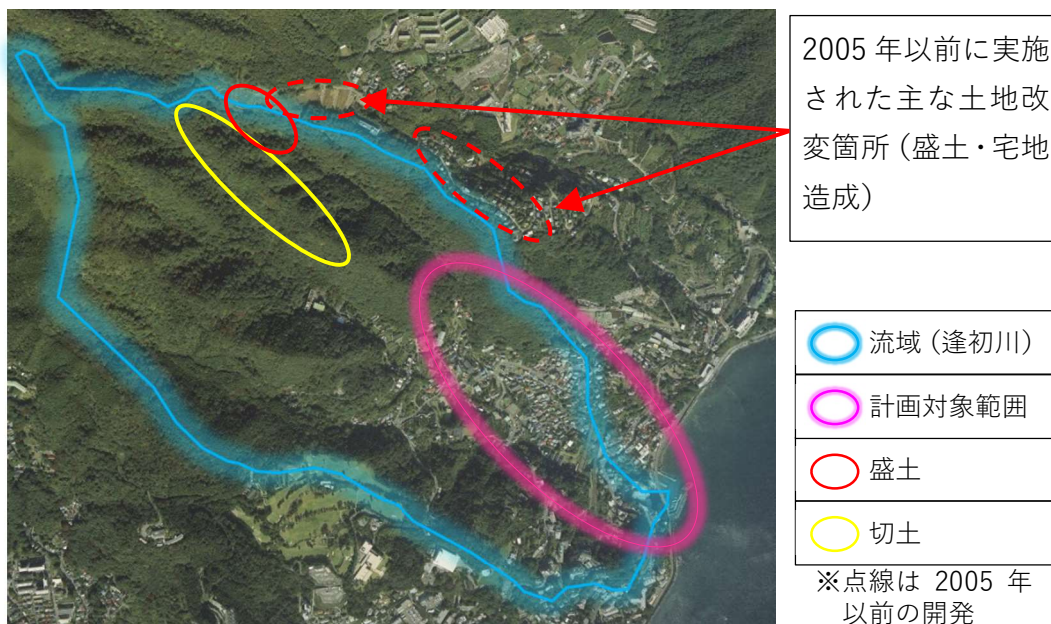 2005 年以前に実施
された主な土地改
変箇所（盛土・宅地
造成）
流域（逢初川）
計画対象範囲
盛土
切土
※点線は 2005 年
以前の開発